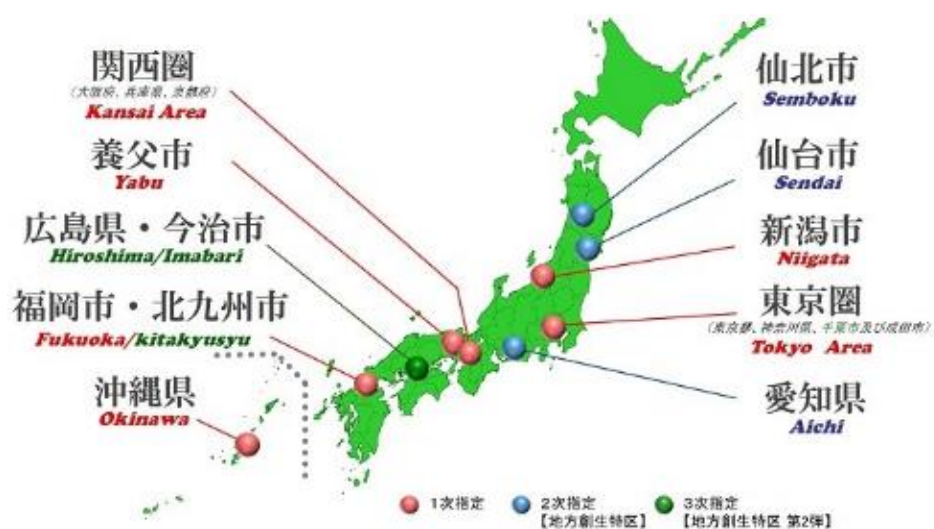 関西圏
(大阪府、兵庫県、京都府)
Kansai Area
養父市
Yabu
広島県・今治市
Hiroshima/Imabari
福岡市・北九州市
Fukuoka/kitakyusyu
沖縄県
Okinawa
仙北市
Semboku
仙台市
Sendai
新潟市
Niigata
東京圏
(東京都、神奈川県、千葉市及び成田市)
Tokyo Area
愛知県
Aichi
1次指定
2次指定
【地方創生特区】
3次指定
【地方創生特区 第2弾】